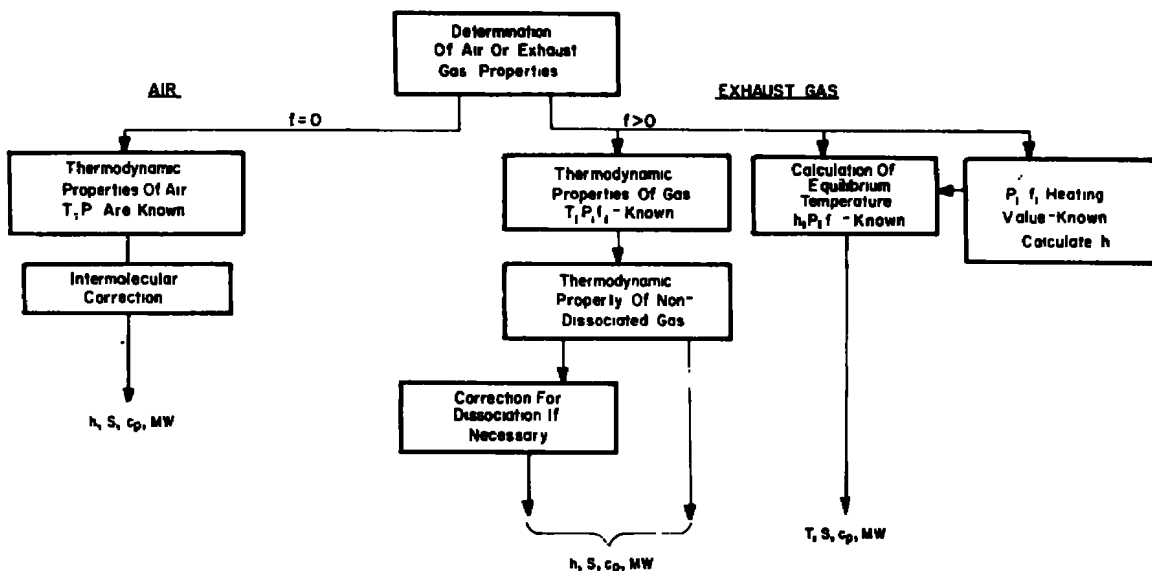 Determination
Of Air Or Exhaust
Gas Properties
AIR
EXHAUST GAS
f=0
f>0
Thermodynamic
Properties Of Air
T, P Are Known
Thermodynamic
Properties Of Gas
T, P, f, -Known
Calculation Of
Equilibrium
Temperature
h, P, f -Known
P, f, Heating
Value-Known
Calculate h
Intermolecular
Correction
Thermodynamic
Property Of Non-
Dissociated Gas
Correction For
Dissociation If
Necessary
h, S, cp, MW
T, S, cp, MW
h, S, cp, MW